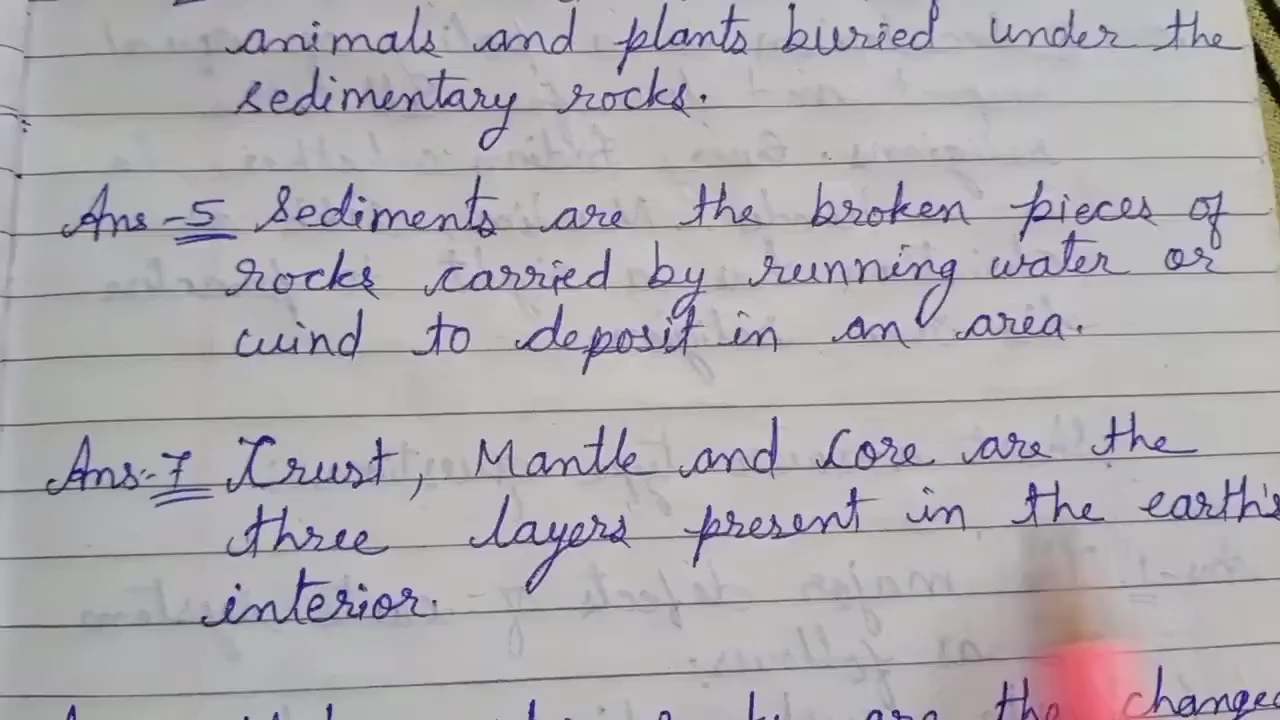 animals and plants buried under the
sedimentary rocks.
Ans-5 Sediments are the broken pieces of
rocks carried by running water or
wind to deposit in an area.
Ans-7 Crust, Mantle and Core are the
three layers present in the earth's
interior.
are the changed